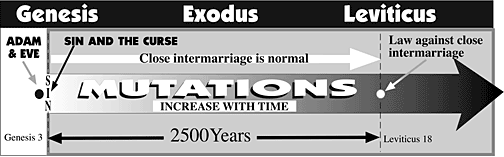 Genesis Exodus Leviticus
ADAM
& EVE
SIN AND THE CURSE
Law against close
intermarriage
Close intermarriage is normal
SIN
MUTATIONS
INCREASE WITH TIME
Genesis 3
2500Years
Leviticus 18